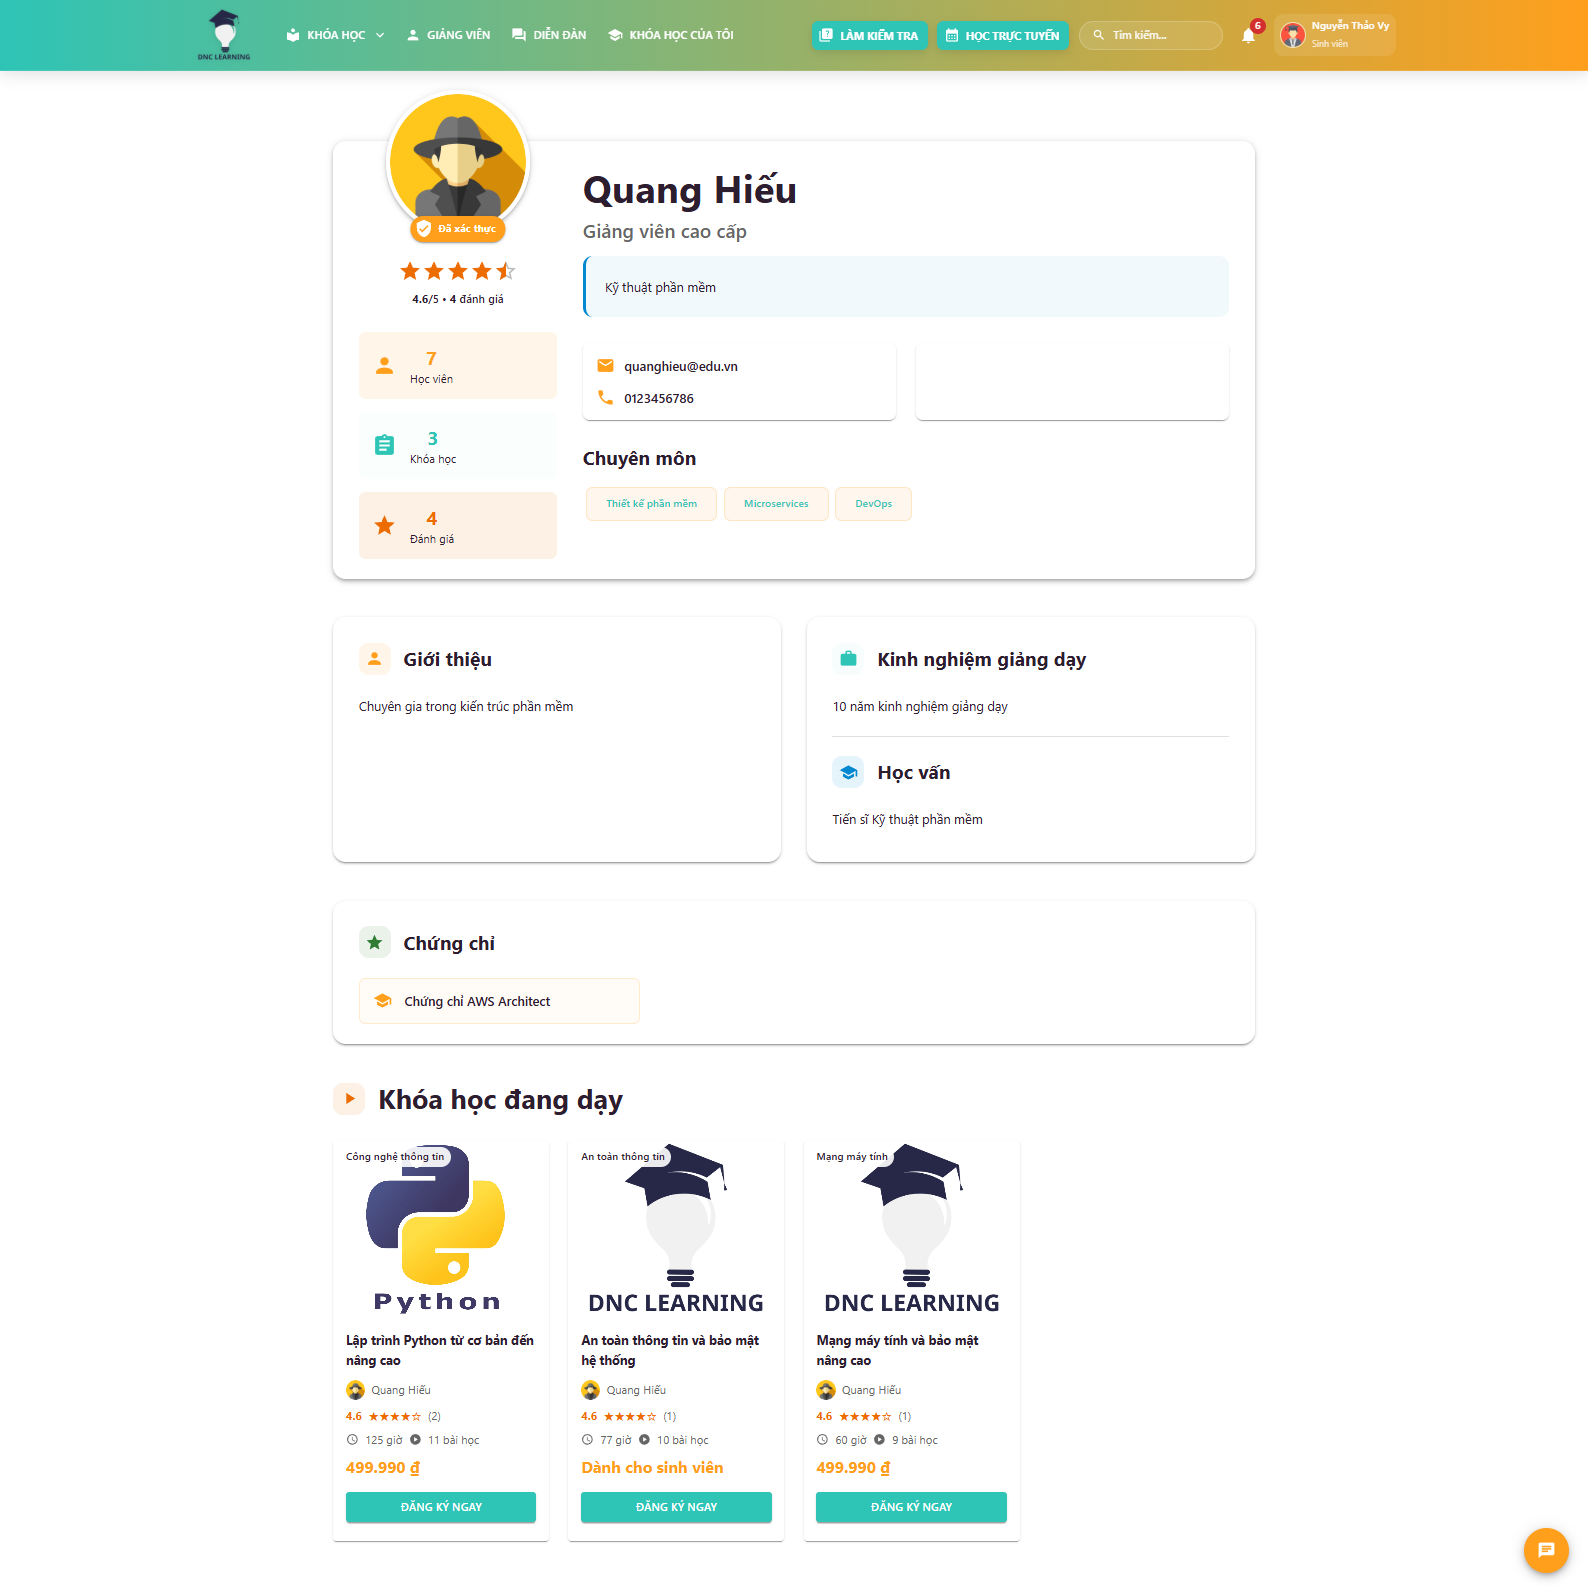 DNC LEARNING
KHÓA HỌC
GIẢNG VIÊN
DIỄN ĐÀN
KHÓA HỌC CỦA TÔI
LÀM KIỂM TRA
HỌC TRỰC TUYẾN
Tìm kiếm...
6
Nguyễn Thảo Vy
Sinh viên
Đã xác thực
4.6/5 • 4 đánh giá
7
Học viên
3
Khóa học
4
Đánh giá
Quang Hiếu
Giảng viên cao cấp
Kỹ thuật phần mềm
quanghieu@edu.vn
0123456786
Chuyên môn
Thiết kế phần mềm
Microservices
DevOps
Giới thiệu
Chuyên gia trong kiến trúc phần mềm
Kinh nghiệm giảng dạy
10 năm kinh nghiệm giảng dạy
Học vấn
Tiến sĩ Kỹ thuật phần mềm
Chứng chỉ
Chứng chỉ AWS Architect
Khóa học đang dạy
Công nghệ thông tin
Python
Lập trình Python từ cơ bản đến
nâng cao
Quang Hiếu
4.6 (2)
125 giờ 11 bài học
499.990 ₫
ĐĂNG KÝ NGAY
An toàn thông tin
DNC LEARNING
An toàn thông tin và bảo mật
hệ thống
Quang Hiếu
4.6 (1)
77 giờ 10 bài học
Dành cho sinh viên
ĐĂNG KÝ NGAY
Mạng máy tính
DNC LEARNING
Mạng máy tính và bảo mật
nâng cao
Quang Hiếu
4.6 (1)
60 giờ 9 bài học
499.990 ₫
ĐĂNG KÝ NGAY